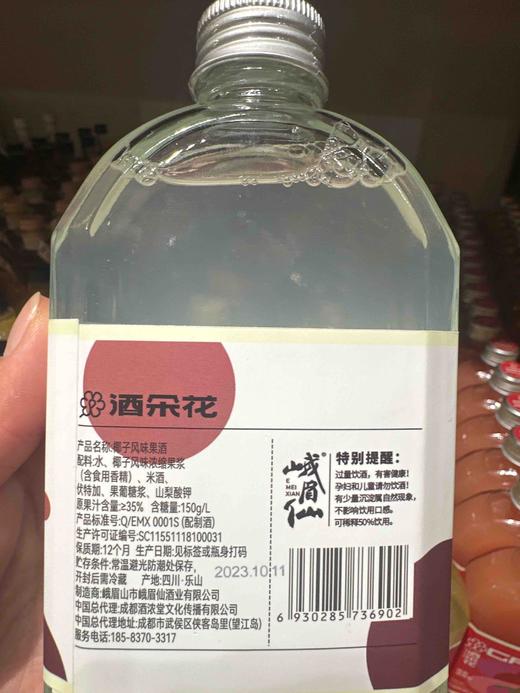 酒朵花
产品名称:椰子风味果酒
配料:水、椰子风味浓缩果浆
(含食用香精)、米酒、
伏特加、果葡糖浆、山梨酸钾
原果汁含量:≥35% 含糖量:150g/L
产品标准号:Q/EMX 0001S (配制酒)
生产许可证编号:SC11551118100031
保质期:12个月 生产日期:见标签或瓶身打码
贮存条件:常温避光防潮处保存,
开封后需冷藏 产地:四川·乐山
制造商:峨眉山市峨眉仙酒业有限公司
中国总代理:成都酒浓堂文化传播有限公司
中国总代理地址:成都市武侯区侠客岛里(望江岛)
服务电话:185-8370-3317
2023.10.11
峨眉仙
E
MEI
XIAN
特别提醒:
过量饮酒,有害健康!
孕妇和儿童请勿饮酒!
有少量沉淀属自然现象,
不影响饮用口感。
可稀释50%饮用。
6 930285 736902